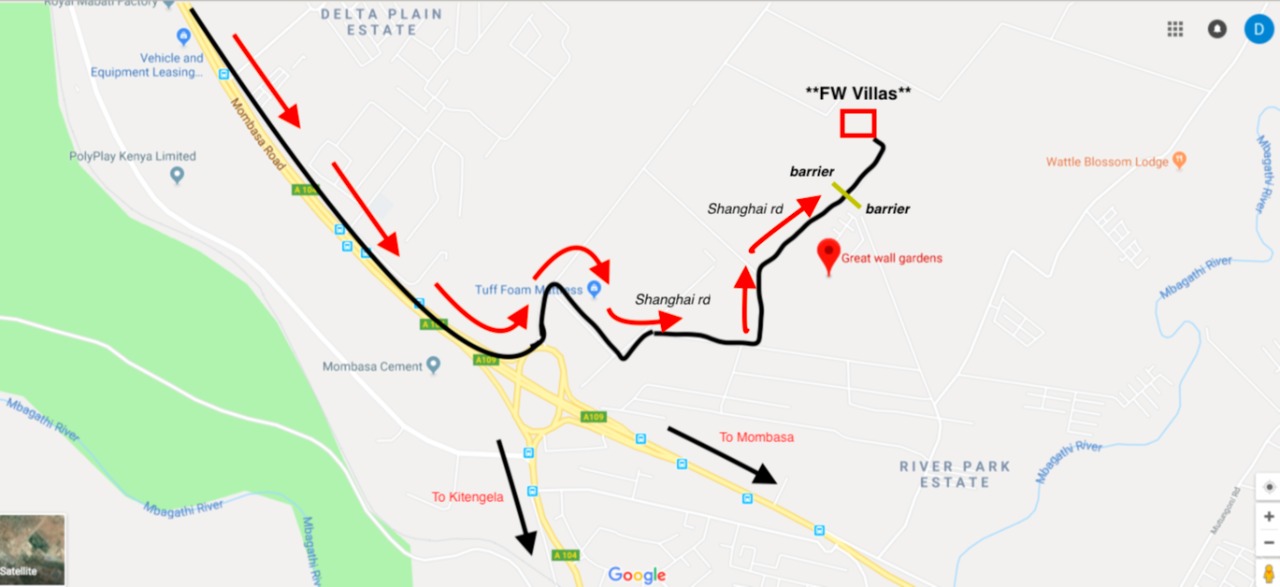 Royal Mabati Factory
DELTA PLAIN
ESTATE
D
Vehicle and
Equipment Leasing...
Mombasa Road
**FW Villas**
PolyPlay Kenya Limited
Wattle Blossom Lodge
Mbagathi River
barrier
A 104
Shanghai rd
barrier
Great wall gardens
Mbagathi River
Tuff Foam Mattress
Shanghai rd
A109
Mombasa Cement
A109
To Mombasa
Mbagathi River
RIVER PARK
ESTATE
Mbagathi River
To Kitengela
Mbagathi River
Mutungoni Rd
Mbagathi Riv
A 104
Satellite
Google